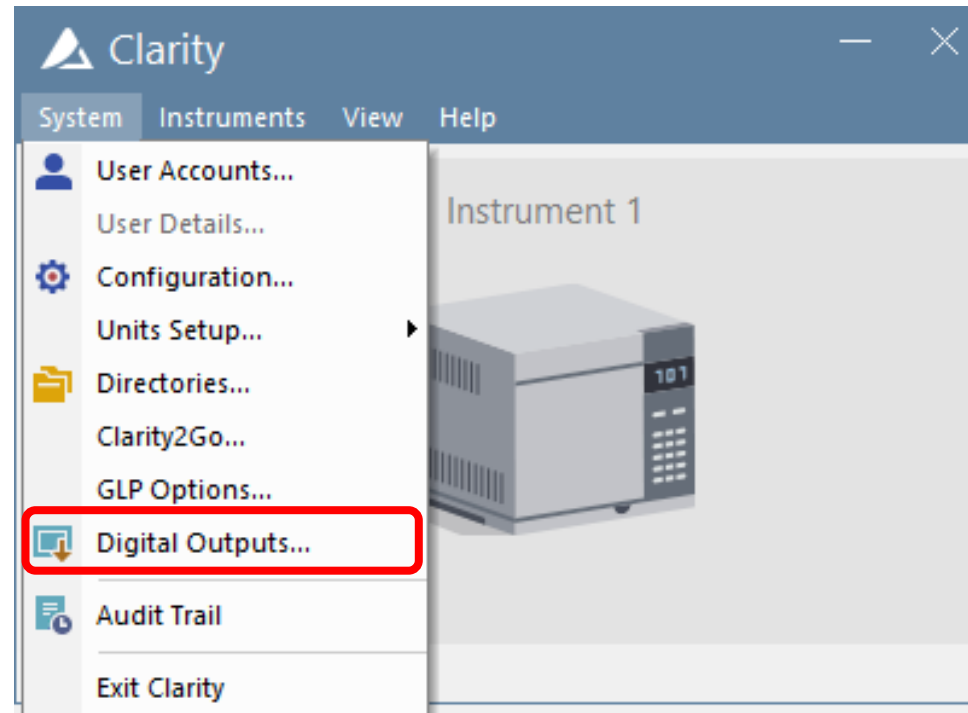 Clarity
System Instruments View Help
User Accounts...
User Details...
Configuration...
Units Setup...
Directories...
Clarity2Go...
GLP Options...
Digital Outputs...
Audit Trail
Exit Clarity
Instrument 1
707